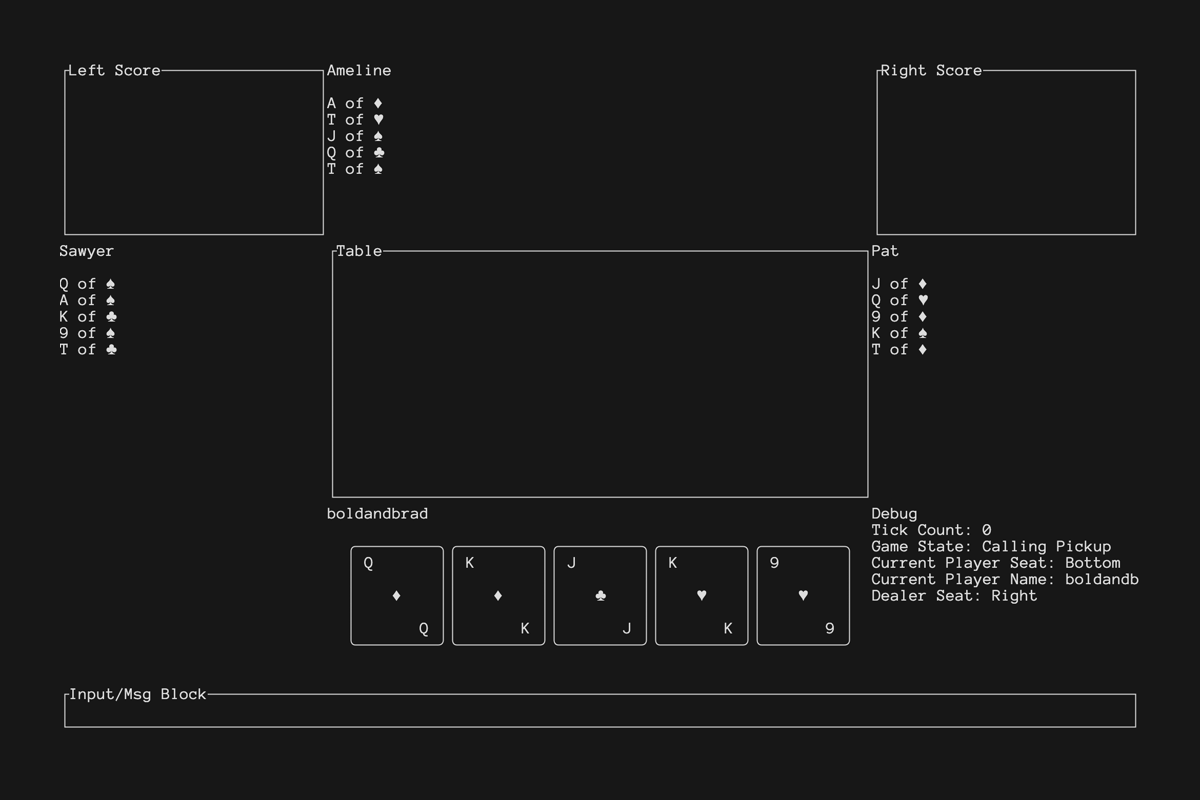 Left Score
Ameline
A of ♦
T of ♥
J of ♠
Q of ♣
T of ♠
Right Score
Sawyer
Q of ♠
A of ♠
K of ♣
9 of ♠
T of ♣
Table
Pat
J of ♦
Q of ♥
9 of ♦
K of ♠
T of ♦
boldandbrad
Q ♦ Q
K ♦ K
J ♣ J
K ♥ K
9 ♥ 9
Debug
Tick Count: 0
Game State: Calling Pickup
Current Player Seat: Bottom
Current Player Name: boldandb
Dealer Seat: Right
Input/Msg Block